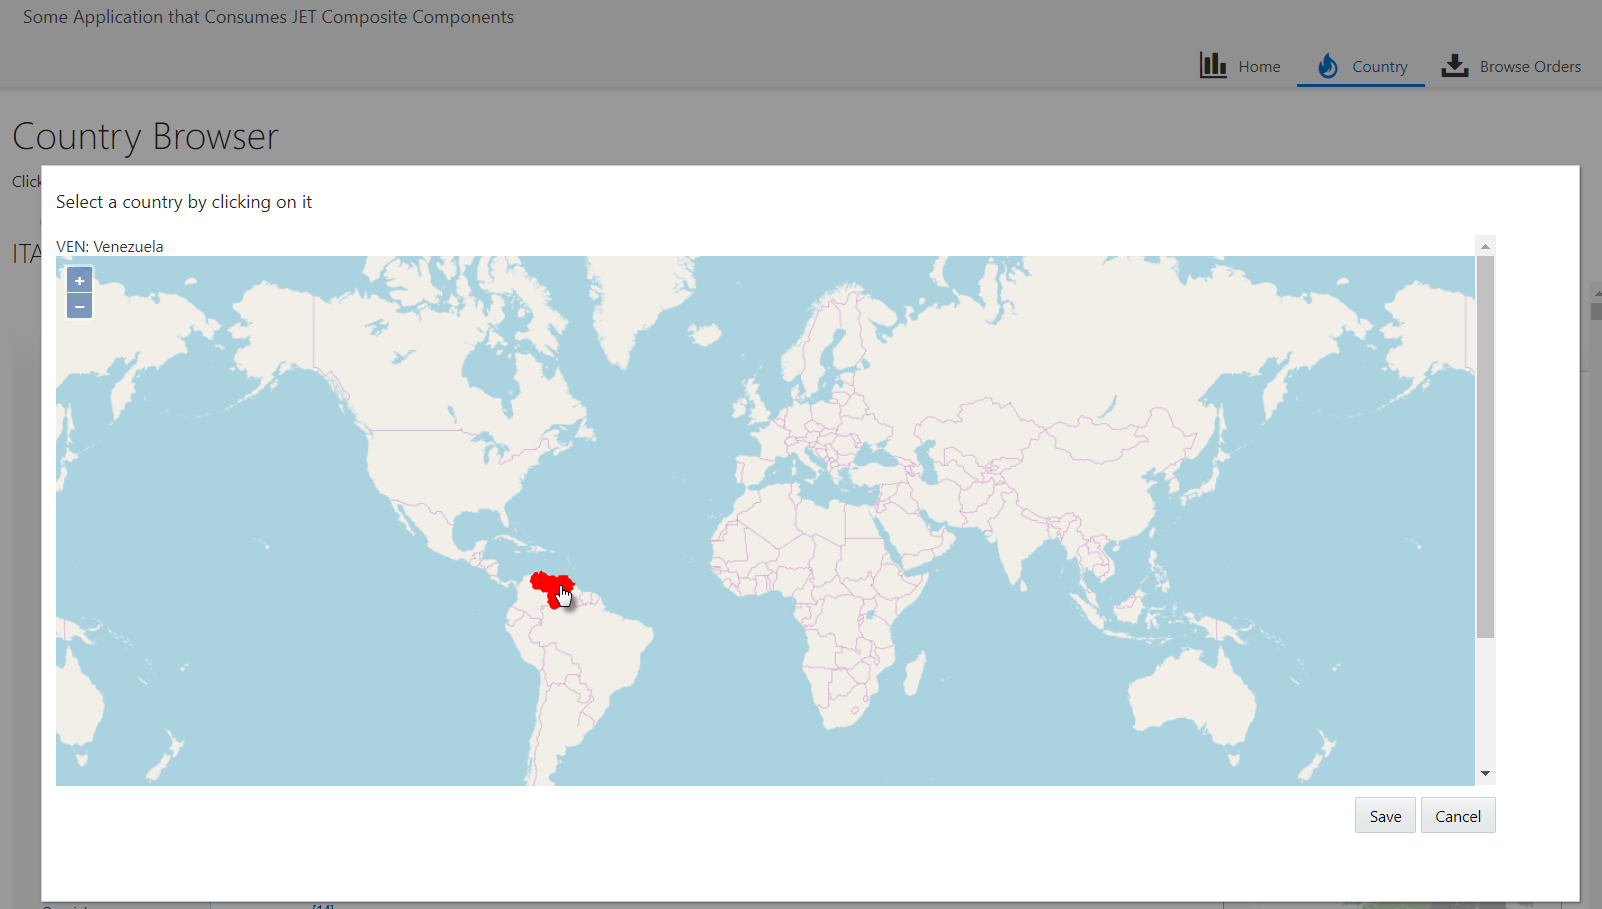 Some Application that Consumes JET Composite Components
Home
Country
Browse Orders
Country Browser
Click
Select a country by clicking on it
ITA
VEN: Venezuela
+
−
Save
Cancel
[14]